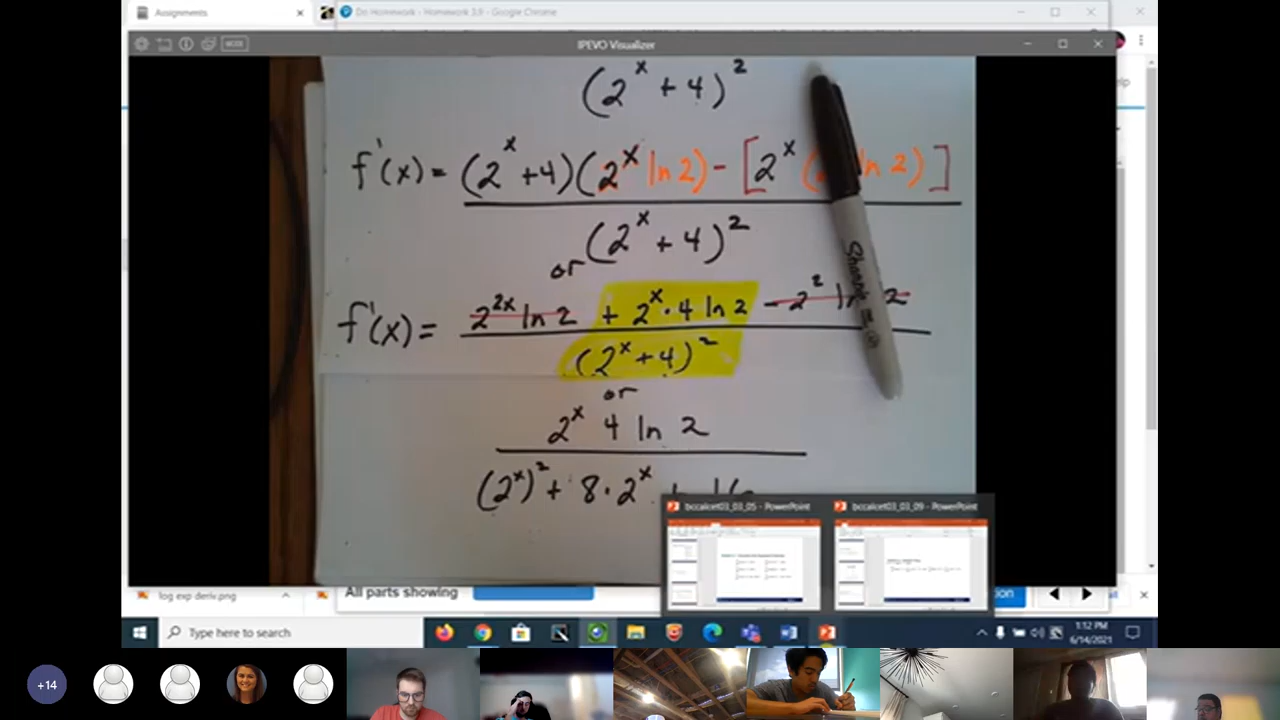 Assignments
Do Homework - Homework 3.9 - Google Chrome
MODE
IPEVO Visualizer
(2^x + 4)^2
f'(x) = (2^x + 4)(2^x ln 2) - [2^x ( ln 2)]
(2^x + 4)^2
or
f'(x) = 2^2x ln 2 + 2^x · 4 ln 2 - 2^2 ln 2
(2^x + 4)^2
or
2^x 4 ln 2
(2^x)^2 + 8 · 2^x + 16
Sharpie
bccalcet03_03_05 - PowerPoint
bccalcet03_03_09 - PowerPoint
log exp deriv.png
All parts showing
Type here to search
1:12 PM
6/14/2021
+14